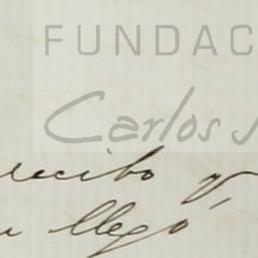 FUNDAC
Carlos
recibo y
llegó